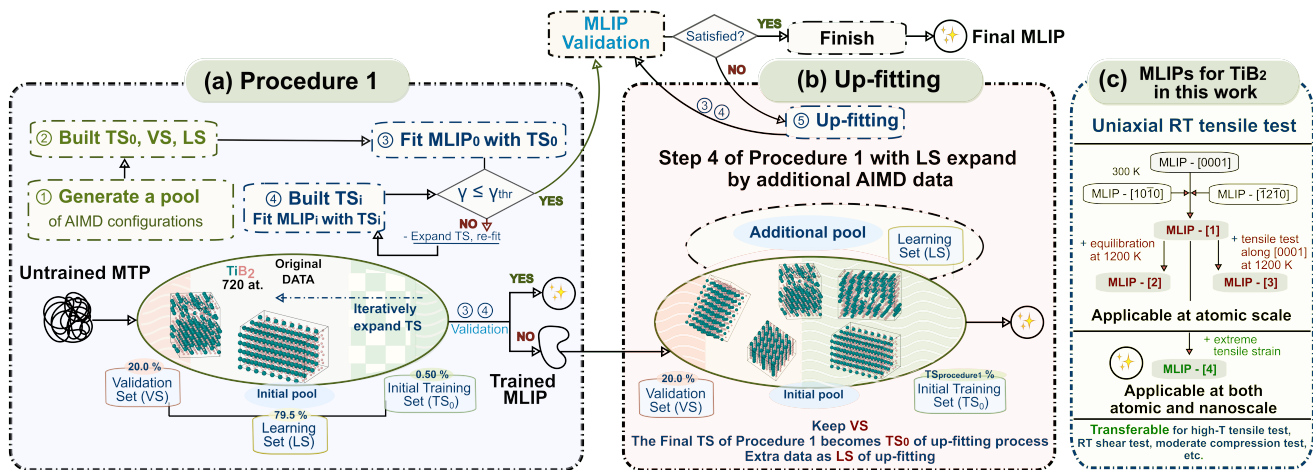 MLIP
Validation
Satisfied?
YES
Finish
Final MLIP
NO
③
④
⑤ Up-fitting
(a) Procedure 1
② Built TS₀, VS, LS
③ Fit MLIP₀ with TS₀
① Generate a pool
of AIMD configurations
④ Built TSᵢ
Fit MLIPᵢ with TSᵢ
γ ≤ γthr
YES
NO
- Expand TS, re-fit
Untrained MTP
TiB₂
720 at.
Original
DATA
Iteratively
expand TS
③ ④
Validation
YES
NO
Trained
MLIP
20.0 %
Validation
Set (VS)
Initial pool
0.50 %
Initial Training
Set (TS₀)
79.5 %
Learning
Set (LS)
(b) Up-fitting
Step 4 of Procedure 1 with LS expand
by additional AIMD data
Additional pool
Learning
Set (LS)
20.0 %
Validation
Set (VS)
Initial pool
TSprocedure1 %
Initial Training
Set (TS₀)
Keep VS
The Final TS of Procedure 1 becomes TS₀ of up-fitting process
Extra data as LS of up-fitting
(c) MLIPs for TiB₂
in this work
Uniaxial RT tensile test
MLIP - [0001]
300 K
MLIP - [101̄0]
MLIP - [1̄21̄0]
MLIP - [1]
+ equilibration
at 1200 K
+ tensile test
along [0001]
at 1200 K
MLIP - [2]
MLIP - [3]
Applicable at atomic scale
+ extreme
tensile strain
MLIP - [4]
Applicable at both
atomic and nanoscale
Transferable for high-T tensile test,
RT shear test, moderate compression test,
etc.